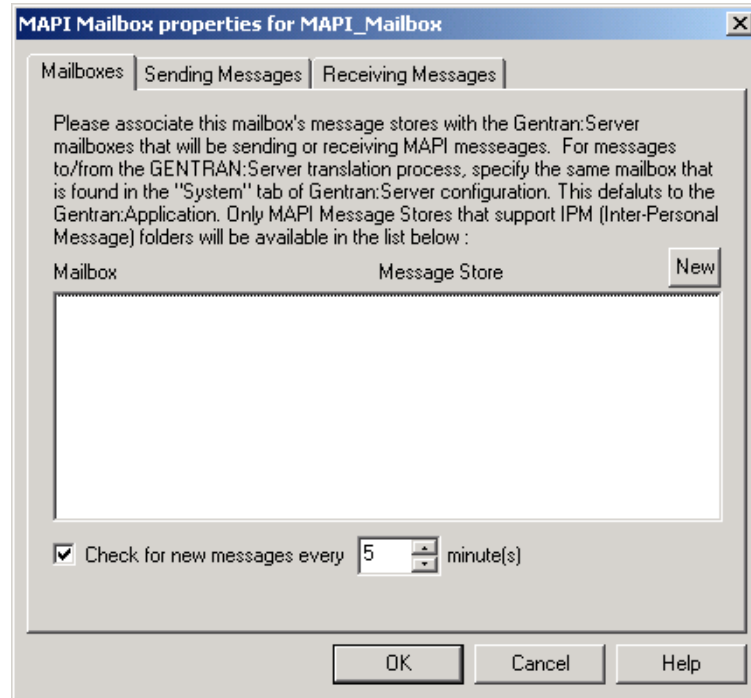 MAPI Mailbox properties for MAPI_Mailbox
Mailboxes Sending Messages Receiving Messages
Please associate this mailbox's message stores with the Gentran:Server
mailboxes that will be sending or receiving MAPI messeages. For messages
to/from the GENTRAN:Server translation process, specify the same mailbox that
is found in the "System" tab of Gentran:Server configuration. This defaluts to the
Gentran:Application. Only MAPI Message Stores that support IPM (Inter-Personal
Message) folders will be available in the list below :
Mailbox Message Store New
Check for new messages every 5 minute(s)
OK Cancel Help